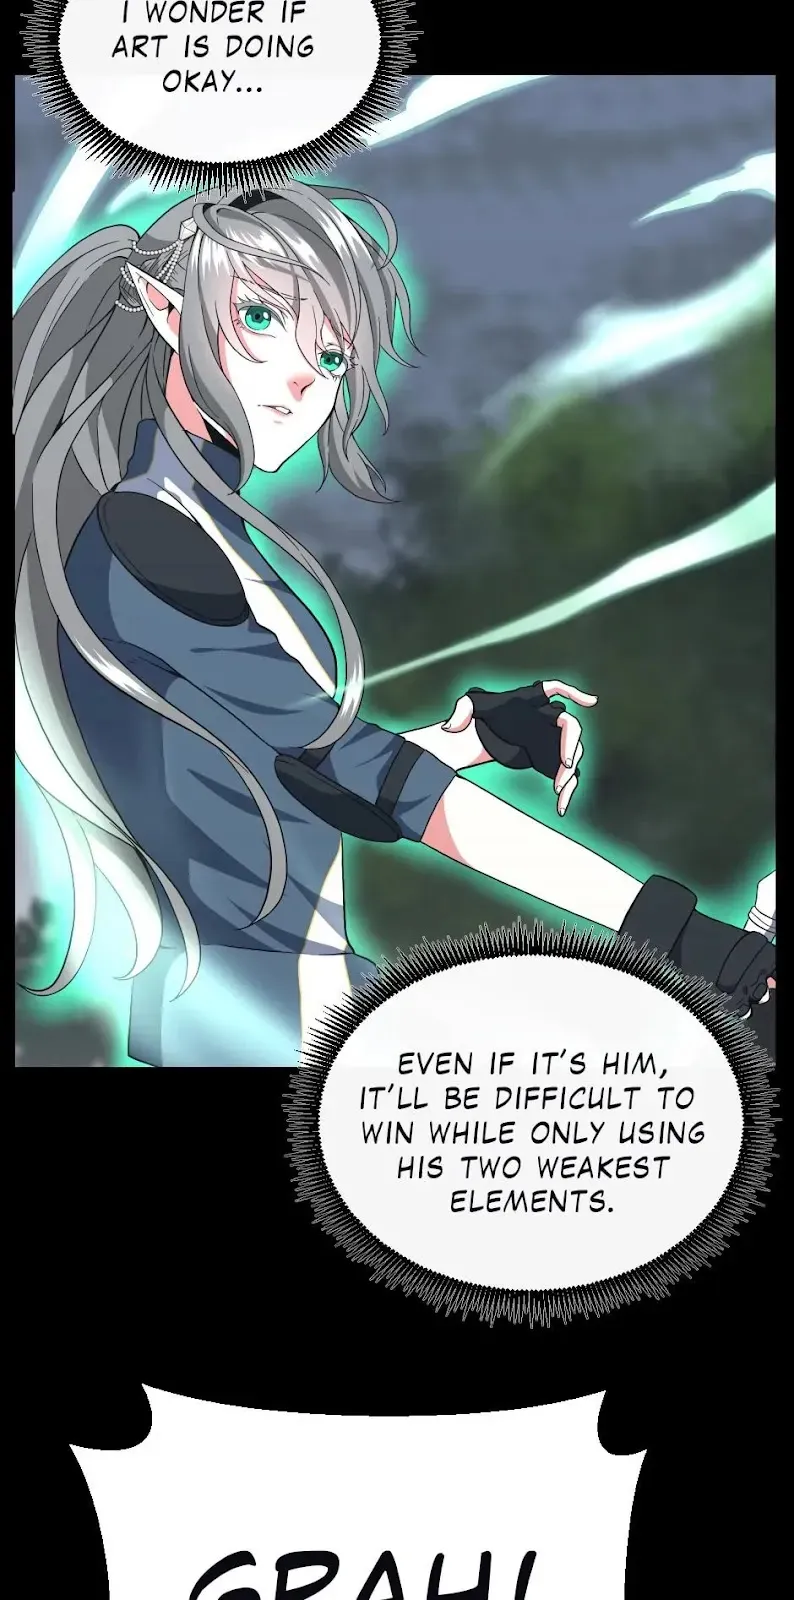 I WONDER IF
ART IS DOING
OKAY...
EVEN IF IT'S HIM,
IT'LL BE DIFFICULT TO
WIN WHILE ONLY USING
HIS TWO WEAKEST
ELEMENTS.
GRAH!